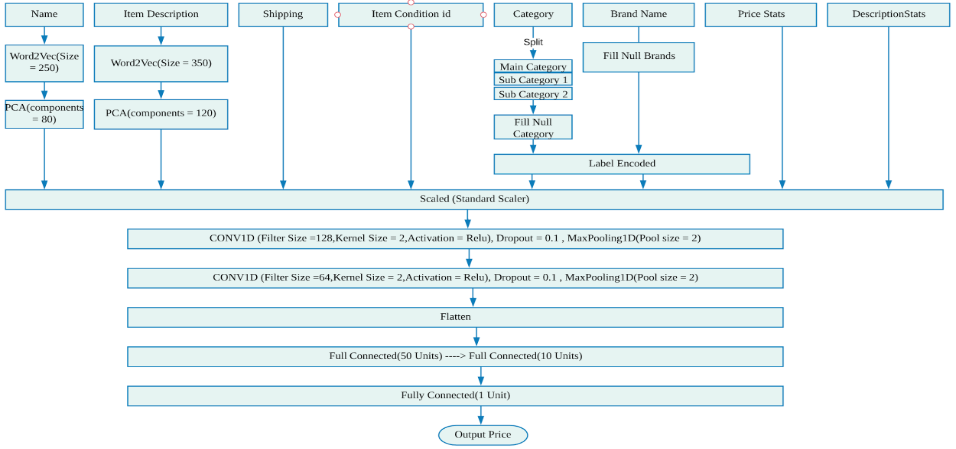 Name
Item Description
Shipping
Item Condition id
Category
Brand Name
Price Stats
DescriptionStats
Split
Word2Vec(Size
= 250)
Word2Vec(Size = 350)
Fill Null Brands
Main Category
Sub Category 1
Sub Category 2
PCA(components
= 80)
PCA(components = 120)
Fill Null
Category
Label Encoded
Scaled (Standard Scaler)
CONV1D (Filter Size =128,Kernel Size = 2,Activation = Relu), Dropout = 0.1 , MaxPooling1D(Pool size = 2)
CONV1D (Filter Size =64,Kernel Size = 2,Activation = Relu), Dropout = 0.1 , MaxPooling1D(Pool size = 2)
Flatten
Full Connected(50 Units) ----> Full Connected(10 Units)
Fully Connected(1 Unit)
Output Price